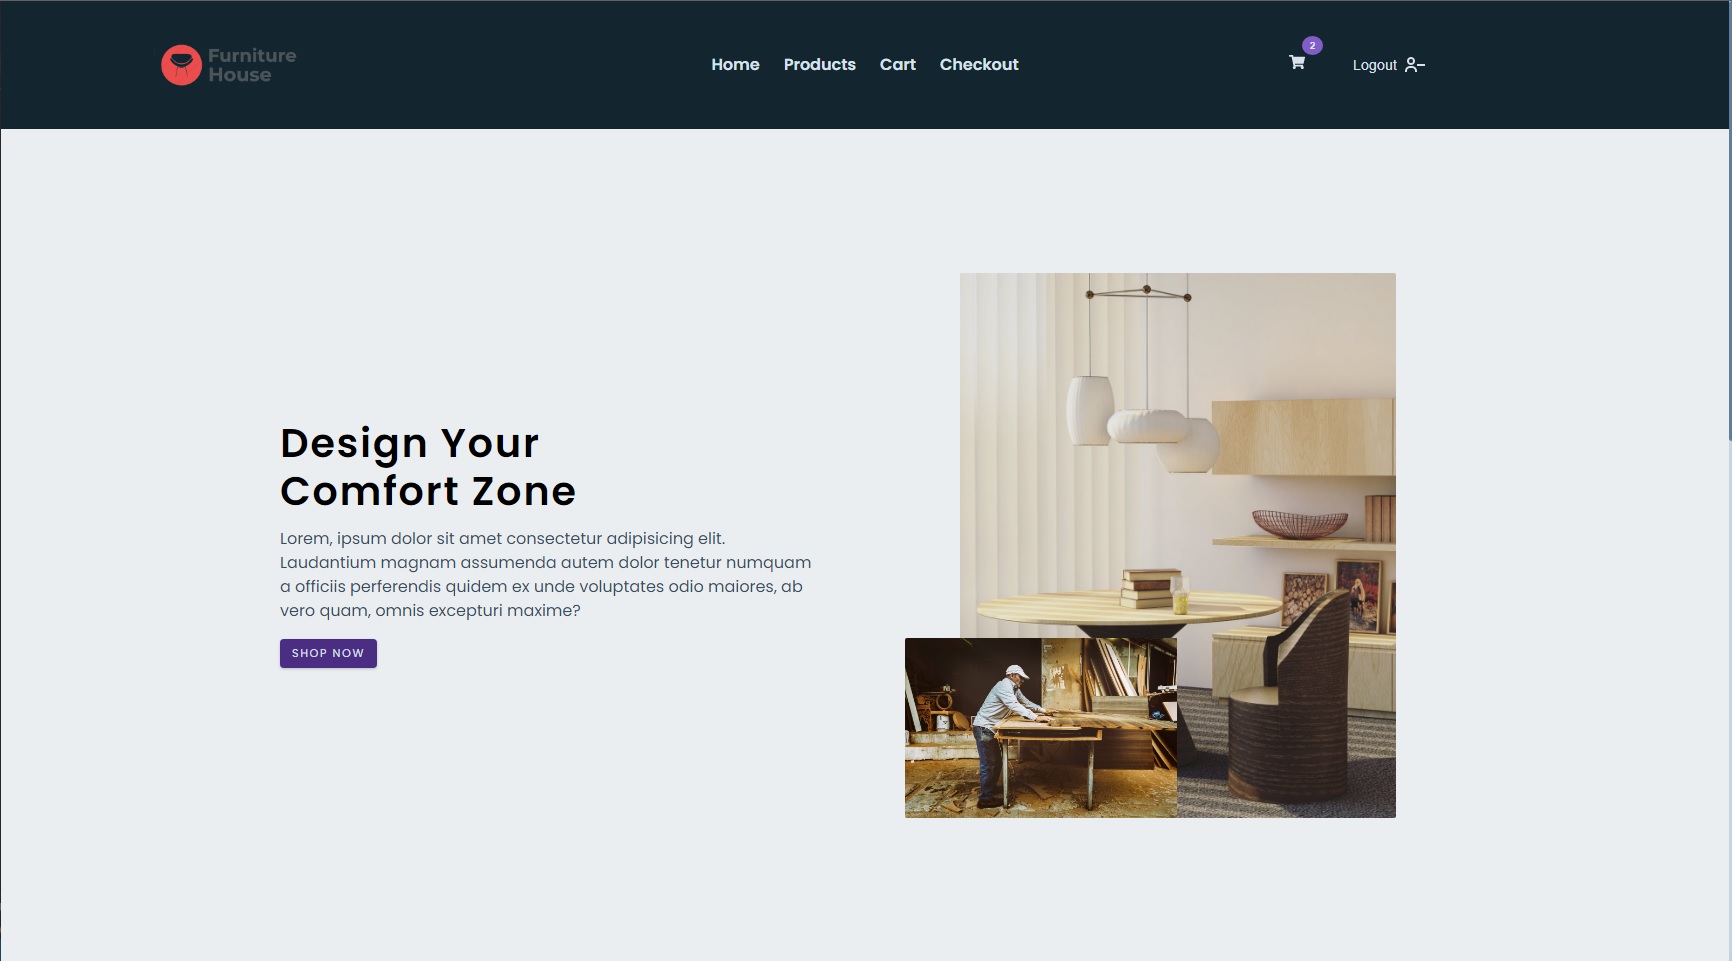 Furniture
House
Home Products Cart Checkout
2
Logout
Design Your
Comfort Zone
Lorem, ipsum dolor sit amet consectetur adipisicing elit.
Laudantium magnam assumenda autem dolor tenetur numquam
a officiis perferendis quidem ex unde voluptates odio maiores, ab
vero quam, omnis excepturi maxime?
SHOP NOW